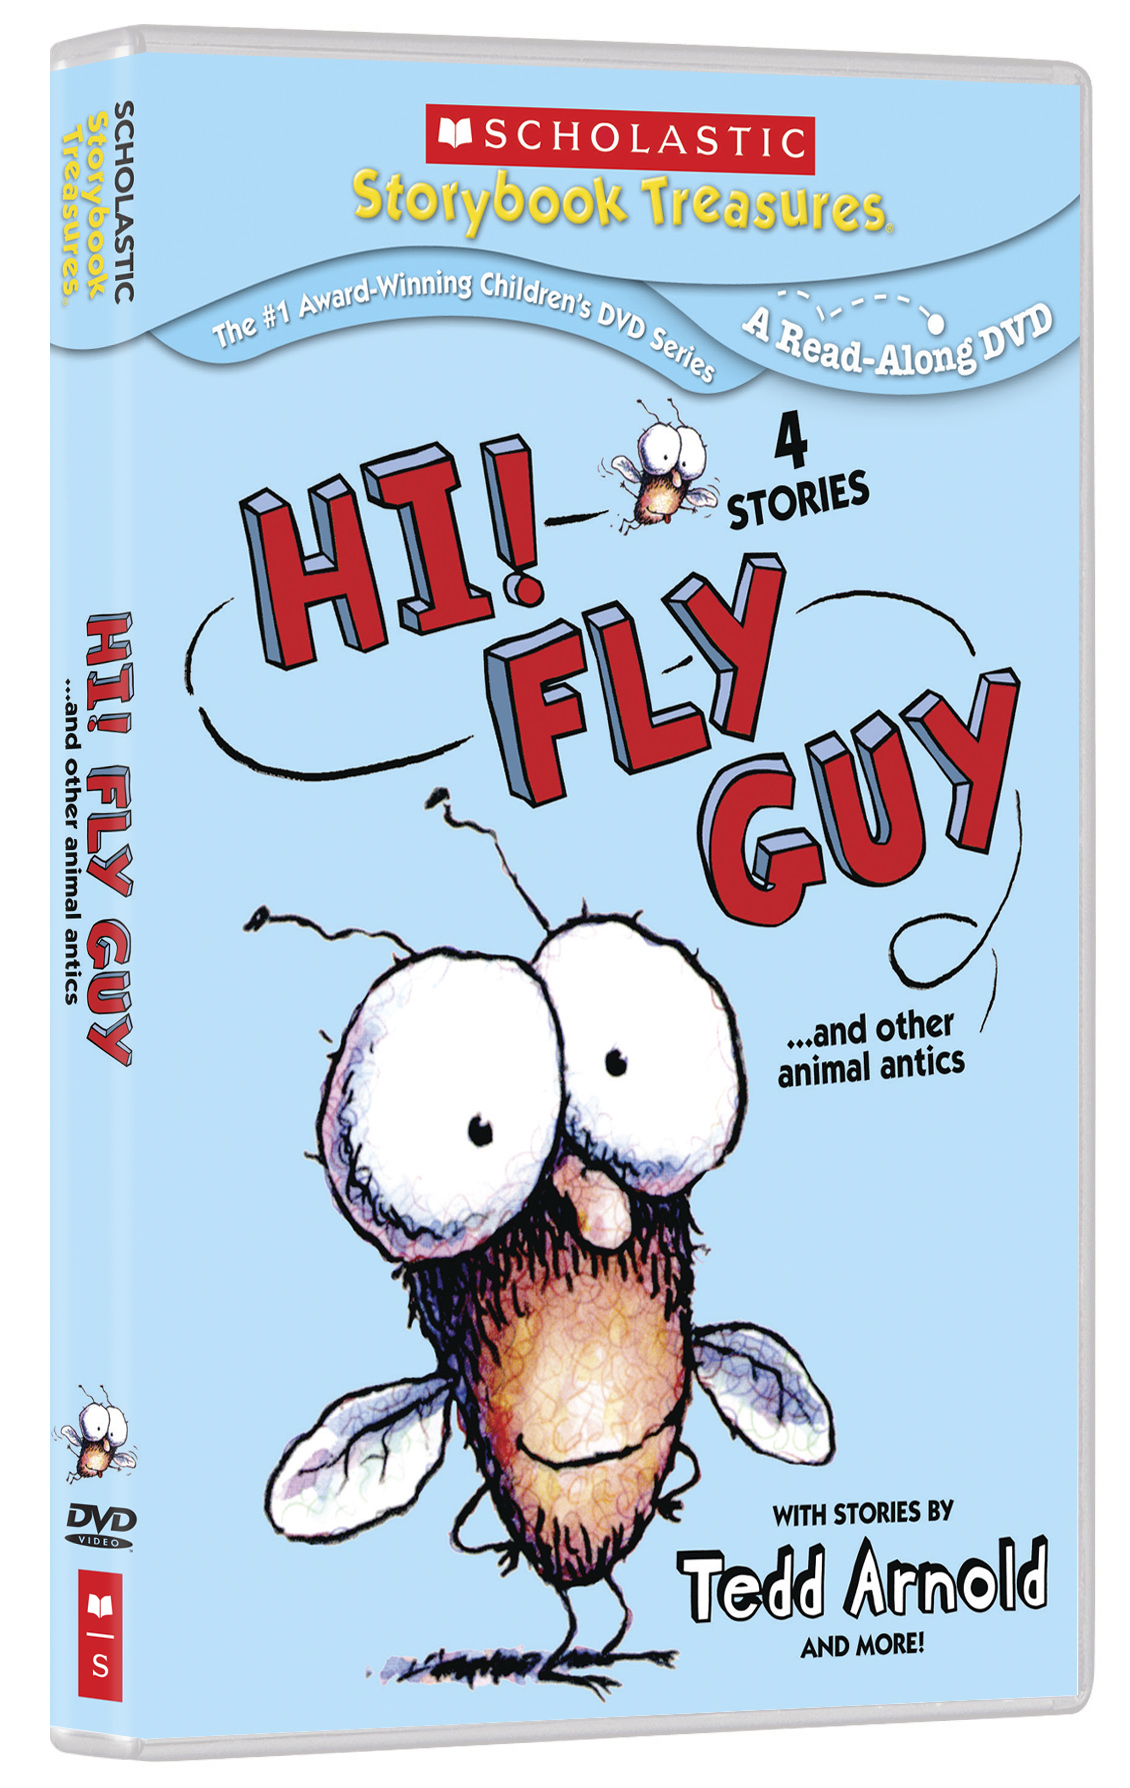 SCHOLASTIC
Storybook Treasures®
The #1 Award-Winning Children's DVD Series
A Read-Along DVD
4
STORIES
HI!
FLY
GUY
...and other
animal antics
WITH STORIES BY
Tedd Arnold
AND MORE!
SCHOLASTIC
Storybook
Treasures®
HI! FLY GUY
...and other animal antics
DVD
VIDEO
S